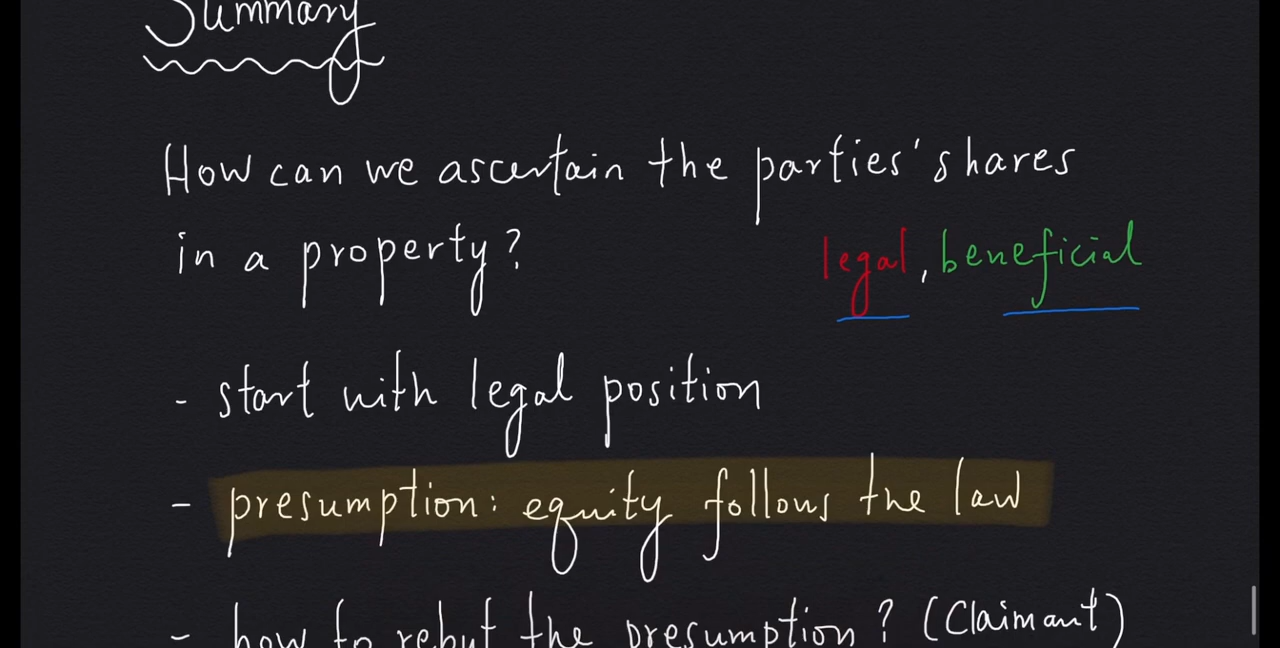 Summary
How can we ascertain the parties' shares
in a property?
legal, beneficial
- start with legal position
- presumption: equity follows the law
- how to rebut the presumption? (Claimant)